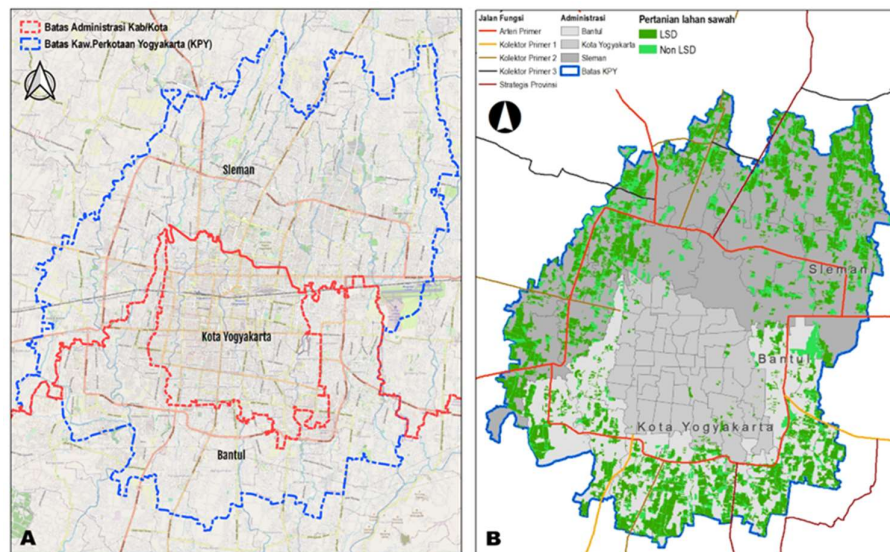 Batas Administrasi Kab/Kota
Batas Kaw.Perkotaan Yogyakarta (KPY)
Sleman
Kota Yogyakarta
Bantul
A
Jalan Fungsi
Arteri Primer
Kolektor Primer 1
Kolektor Primer 2
Kolektor Primer 3
Strategis Provinsi
Administrasi
Bantul
Kota Yogyakarta
Sleman
Batas KPY
Pertanian lahan sawah
LSD
Non LSD
Sleman
Bantul
Kota Yogyakarta
B